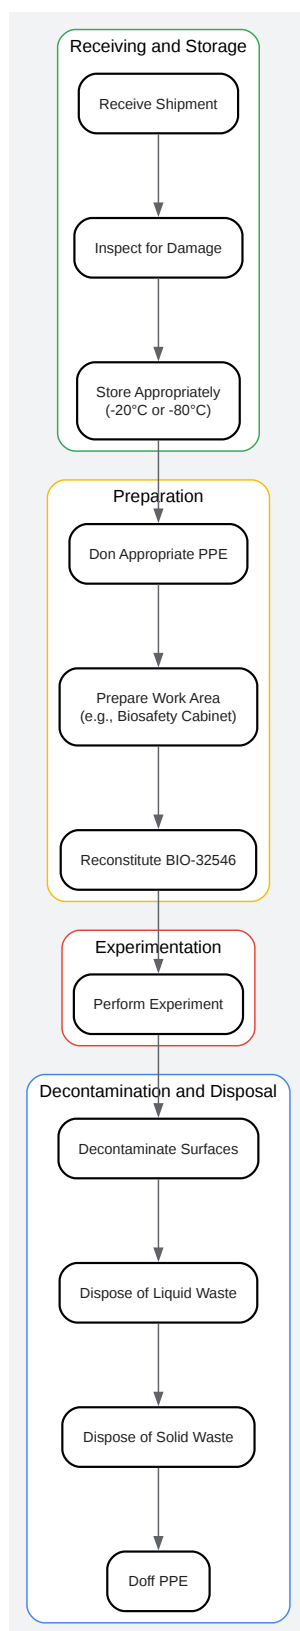 Receiving and Storage
Receive Shipment
Inspect for Damage
Store Appropriately
(-20°C or -80°C)
Preparation
Don Appropriate PPE
Prepare Work Area
(e.g., Biosafety Cabinet)
Reconstitute BIO-32546
Experimentation
Perform Experiment
Decontamination and Disposal
Decontaminate Surfaces
Dispose of Liquid Waste
Dispose of Solid Waste
Doff PPE